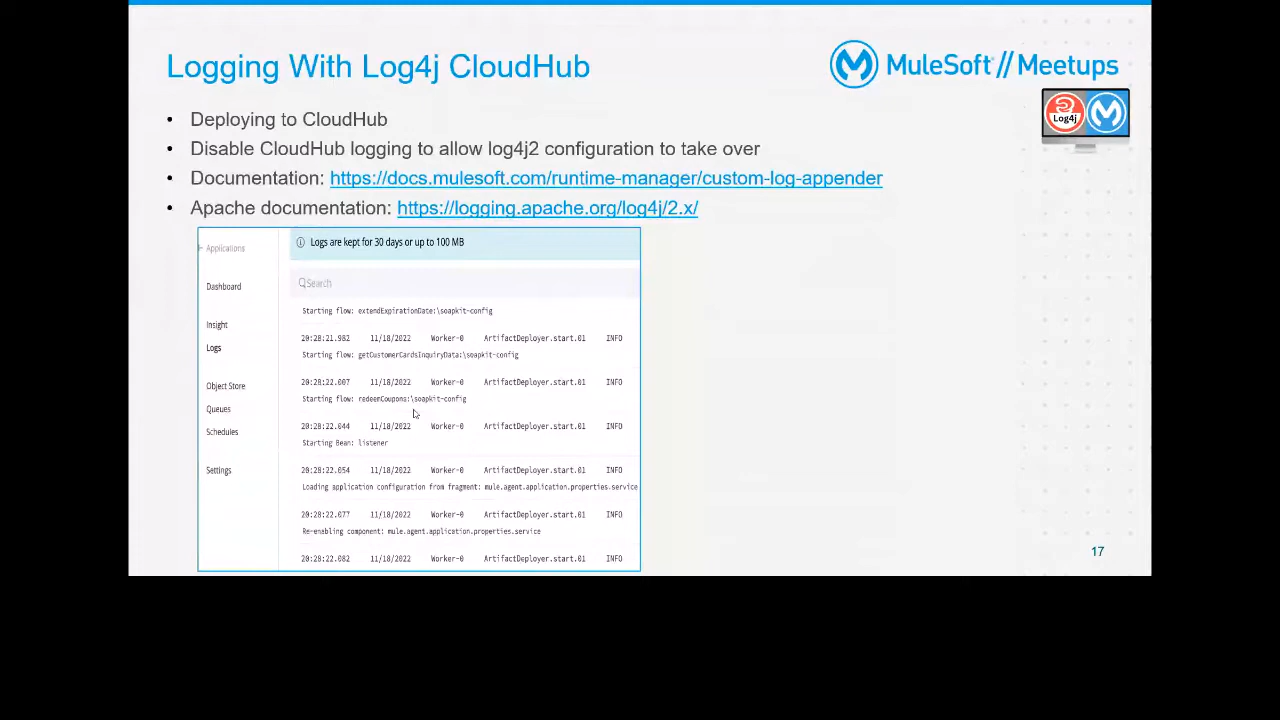 Logging With Log4j CloudHub
MuleSoft // Meetups
Log4j
• Deploying to CloudHub
• Disable CloudHub logging to allow log4j2 configuration to take over
• Documentation: https://docs.mulesoft.com/runtime-manager/custom-log-appender
• Apache documentation: https://logging.apache.org/log4j/2.x/
Applications
Dashboard
Insight
Logs
Object Store
Queues
Schedules
Settings
Logs are kept for 30 days or up to 100 MB
Search
Starting flow: extendExpirationDate:\soapkit-config
20:28:21.982 11/18/2022 Worker-0 ArtifactDeployer.start.01 INFO
Starting flow: getCustomerCardsInquiryData:\soapkit-config
20:28:22.007 11/18/2022 Worker-0 ArtifactDeployer.start.01 INFO
Starting flow: redeemCoupons:\soapkit-config
20:28:22.044 11/18/2022 Worker-0 ArtifactDeployer.start.01 INFO
Starting Bean: listener
20:28:22.054 11/18/2022 Worker-0 ArtifactDeployer.start.01 INFO
Loading application configuration from fragment: mule.agent.application.properties.service
20:28:22.077 11/18/2022 Worker-0 ArtifactDeployer.start.01 INFO
Re-enabling component: mule.agent.application.properties.service
20:28:22.082 11/18/2022 Worker-0 ArtifactDeployer.start.01 INFO
17